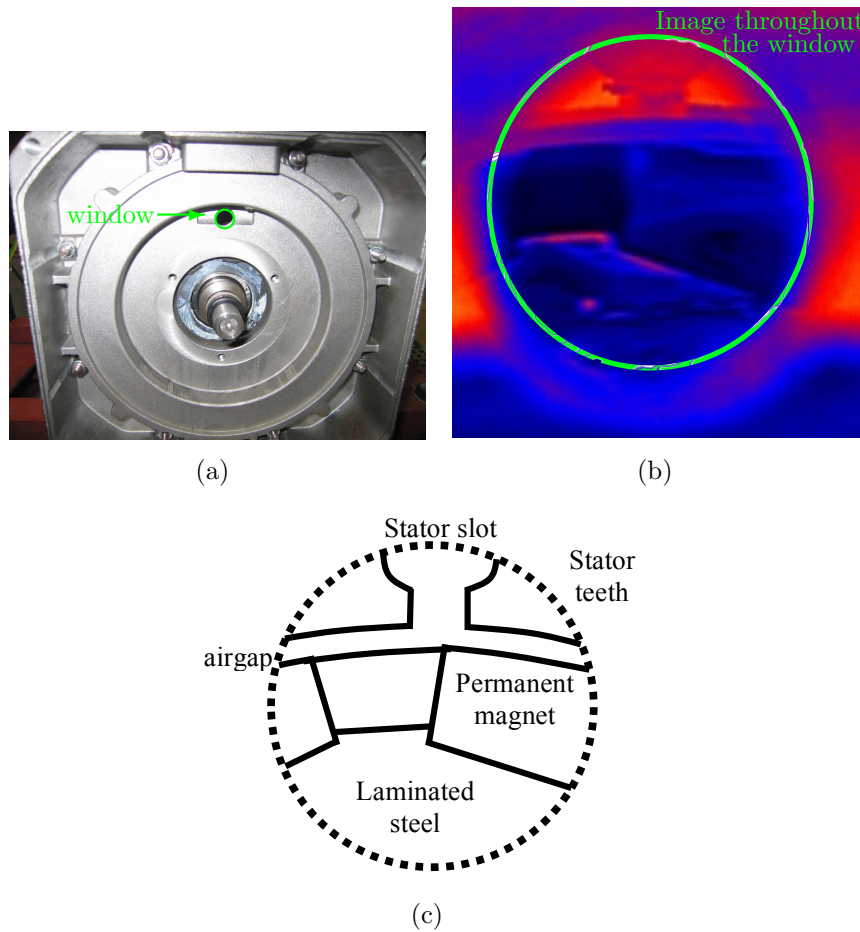 Image throughout
the window
window
(a)
(b)
Stator slot
Stator
teeth
airgap
Permanent
magnet
Laminated
steel
(c)